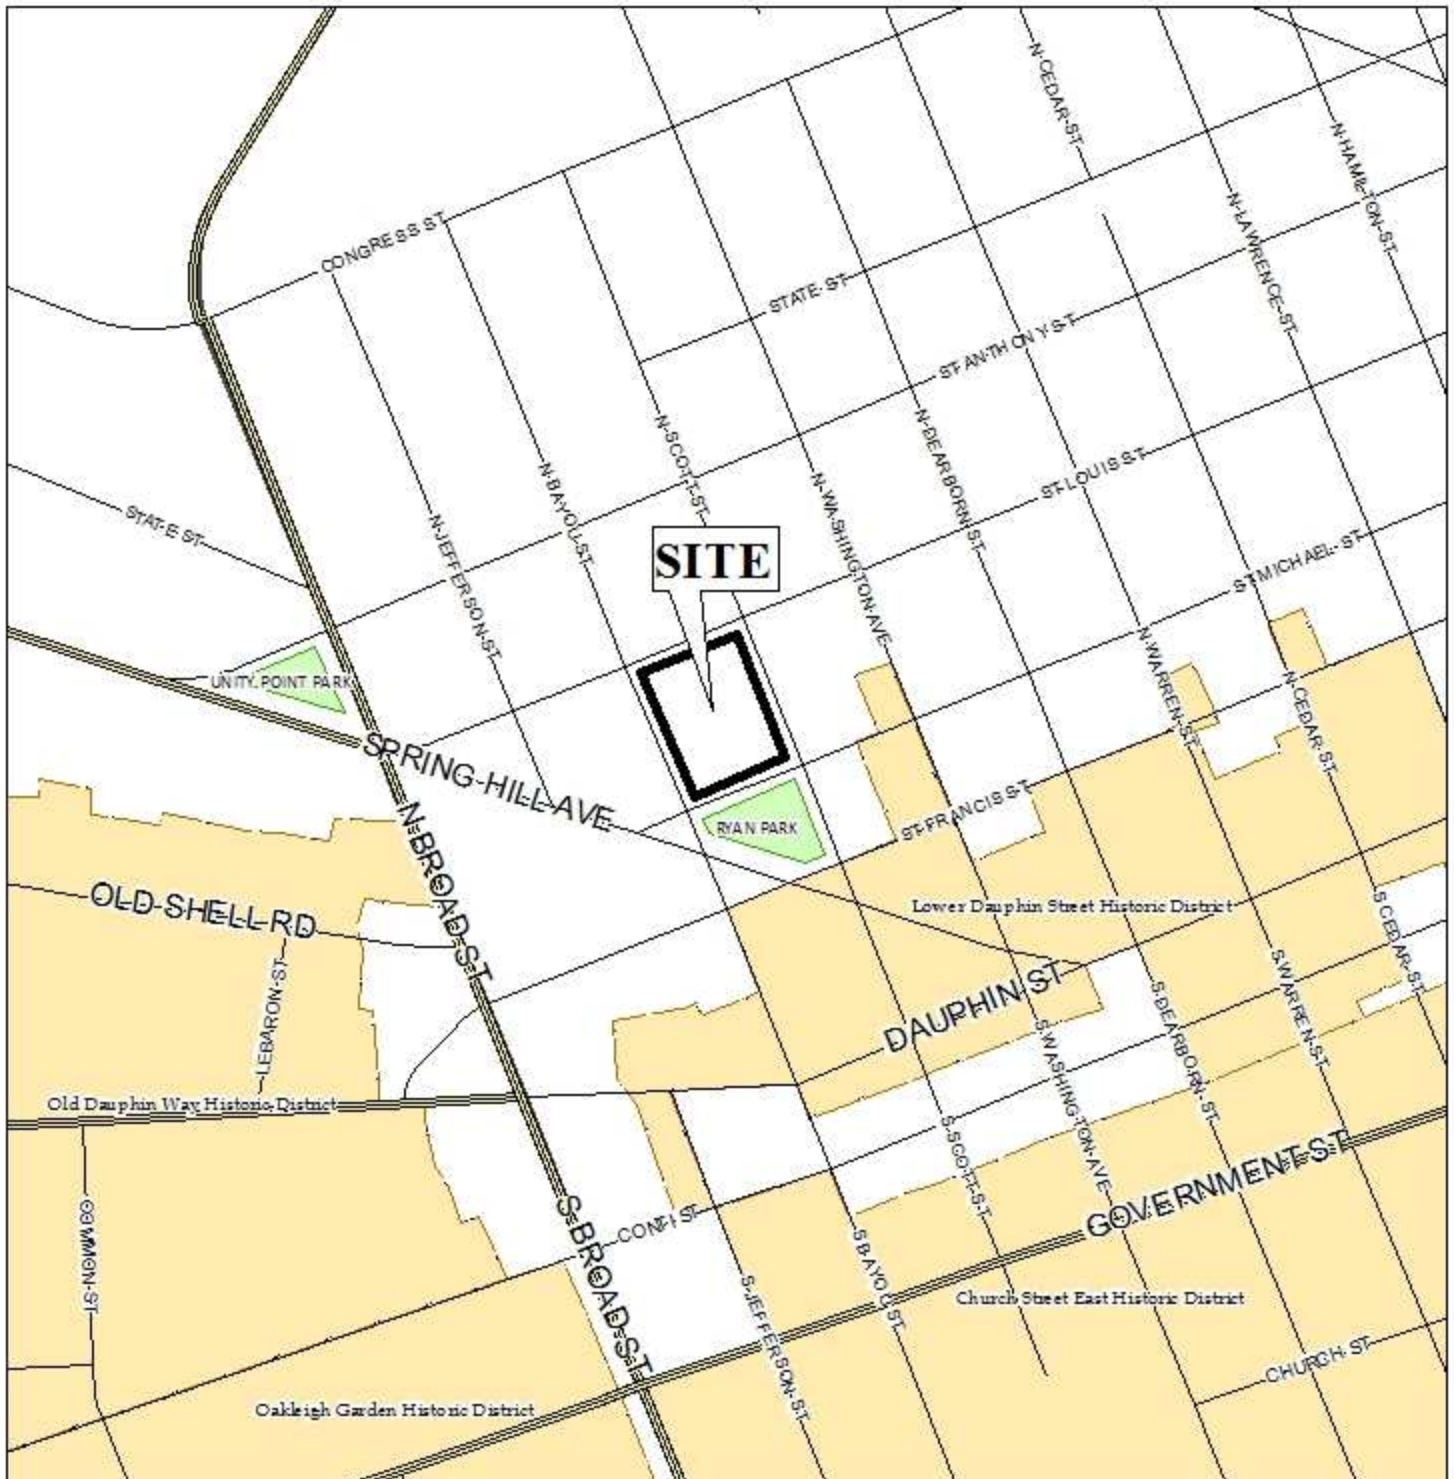 N CEDAR ST
N HAMILTON ST
CONGRESS ST
N LAWRENCE ST
STATE ST
ST ANTHONY ST
N SCOTT ST
N DEARBORN ST
N BAYOU ST
ST LOUIS ST
N WASHINGTON AVE
STATE ST
N JEFFERSON ST
SITE
ST MICHAEL ST
UNITY POINT PARK
N WARREN ST
N CEDAR ST
SPRING HILL AVE
RYAN PARK
ST FRANCIS ST
N BROAD ST
OLD SHELL RD
Lower Dauphin Street Historic District
S CEDAR ST
LEBARON ST
DAUPHIN ST
S WARREN ST
S DEARBORN ST
S WASHINGTON AVE
Old Dauphin Way Historic District
S SCOTT ST
GOVERNMENT ST
COMMON ST
CONTI ST
S BROAD ST
S BAYOU ST
S JEFFERSON ST
Church Street East Historic District
CHURCH ST
Oakleigh Garden Historic District